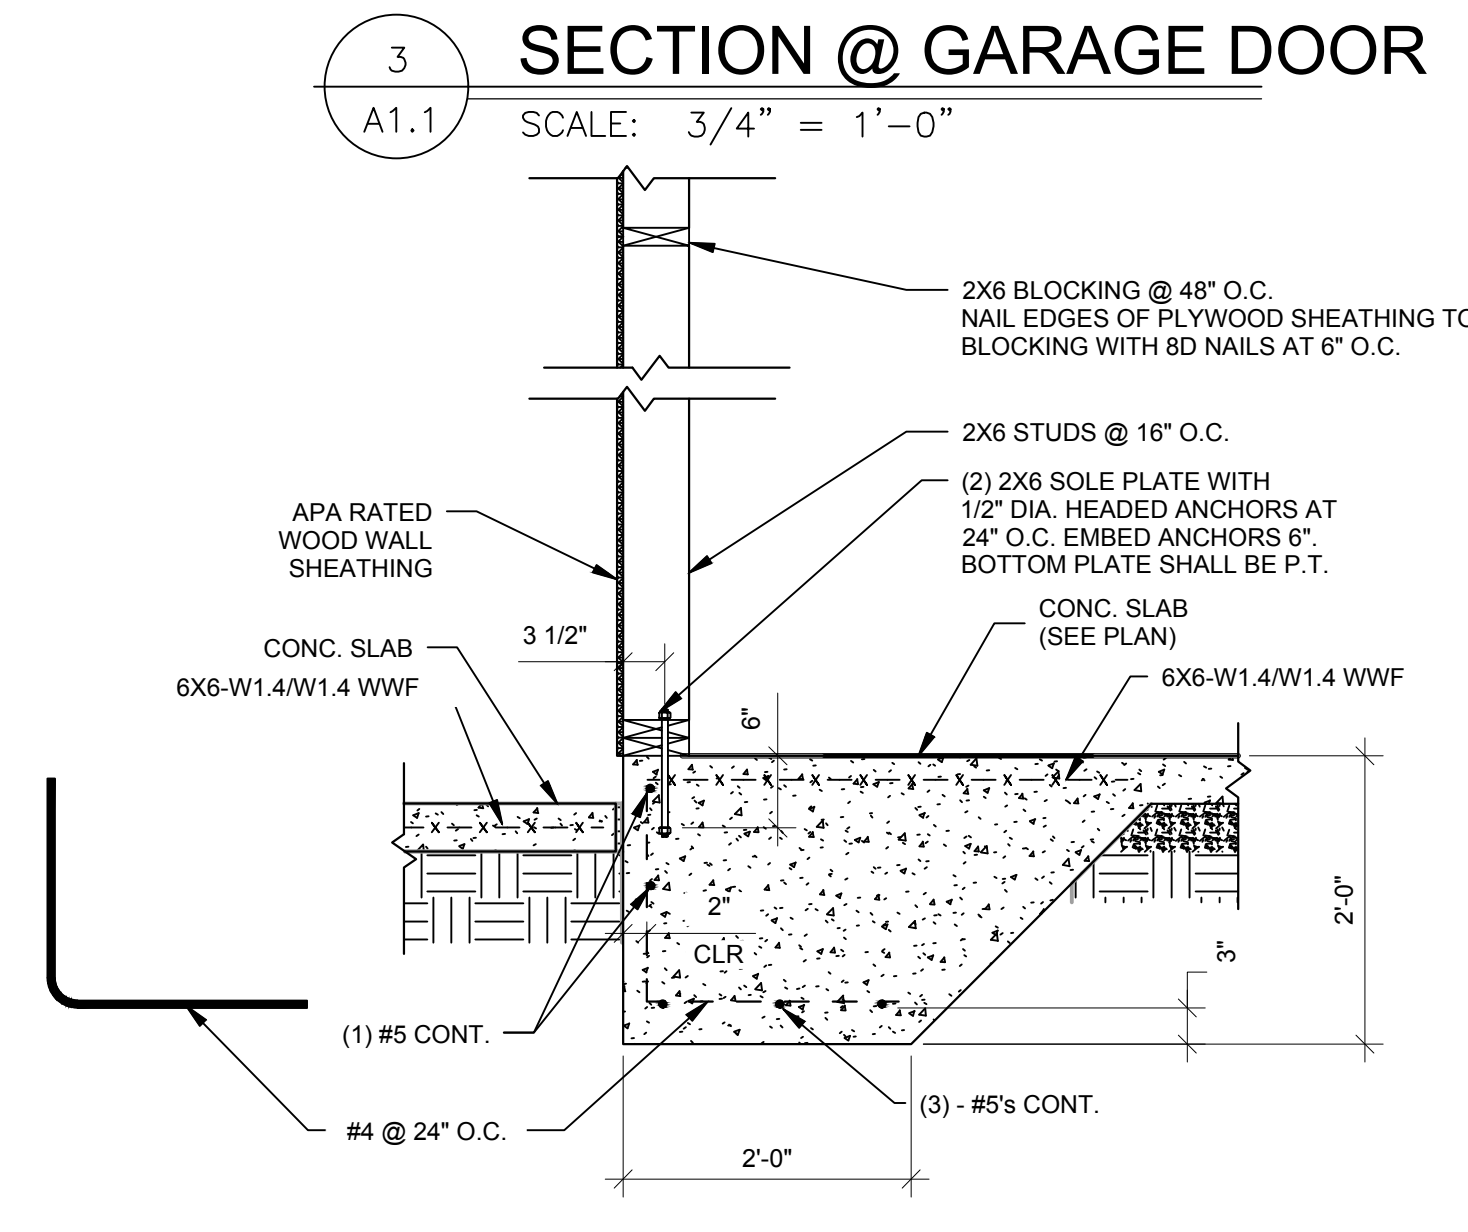 3
A1.1
SECTION @ GARAGE DOOR
SCALE: 3/4" = 1'-0"
2X6 BLOCKING @ 48" O.C.
NAIL EDGES OF PLYWOOD SHEATHING TO
BLOCKING WITH 8D NAILS AT 6" O.C.
2X6 STUDS @ 16" O.C.
(2) 2X6 SOLE PLATE WITH
1/2" DIA. HEADED ANCHORS AT
24" O.C. EMBED ANCHORS 6".
BOTTOM PLATE SHALL BE P.T.
APA RATED
WOOD WALL
SHEATHING
CONC. SLAB
(SEE PLAN)
3 1/2"
CONC. SLAB
6X6-W1.4/W1.4 WWF
6X6-W1.4/W1.4 WWF
6"
X X X X X X X X X X
X X X X
2"
CLR
2'-0"
3"
(1) #5 CONT.
(3) - #5's CONT.
#4 @ 24" O.C.
2'-0"